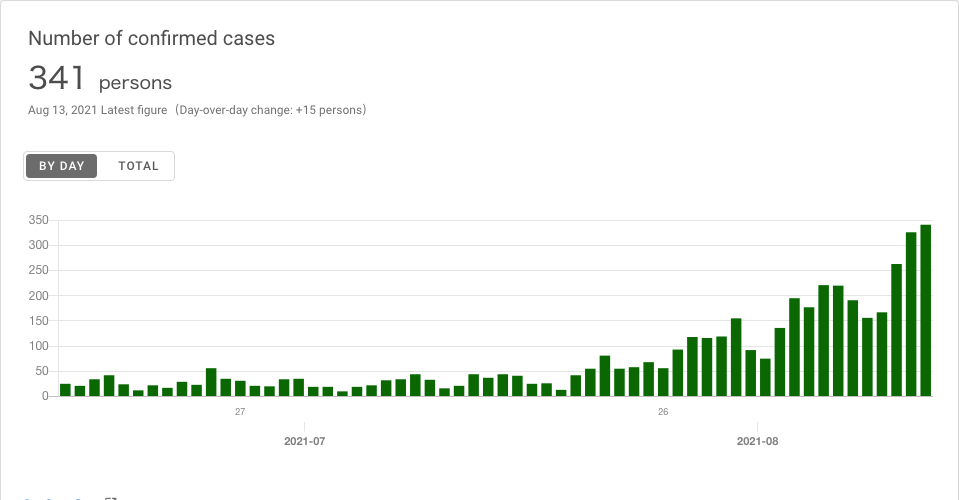 Number of confirmed cases
341 persons
Aug 13, 2021 Latest figure (Day-over-day change: +15 persons)
BY DAY TOTAL
350
300
250
200
150
100
50
0
27 26
2021-07 2021-08